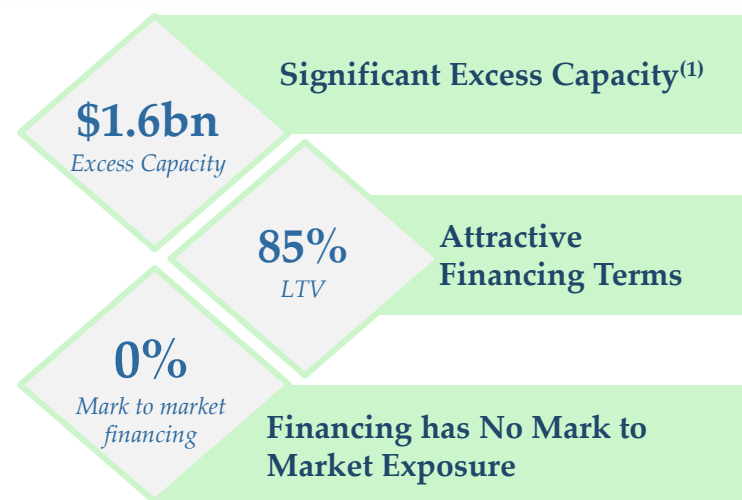 Significant Excess Capacity(1)
$1.6bn
Excess Capacity
85%
LTV
Attractive
Financing Terms
0%
Mark to market
financing
Financing has No Mark to
Market Exposure